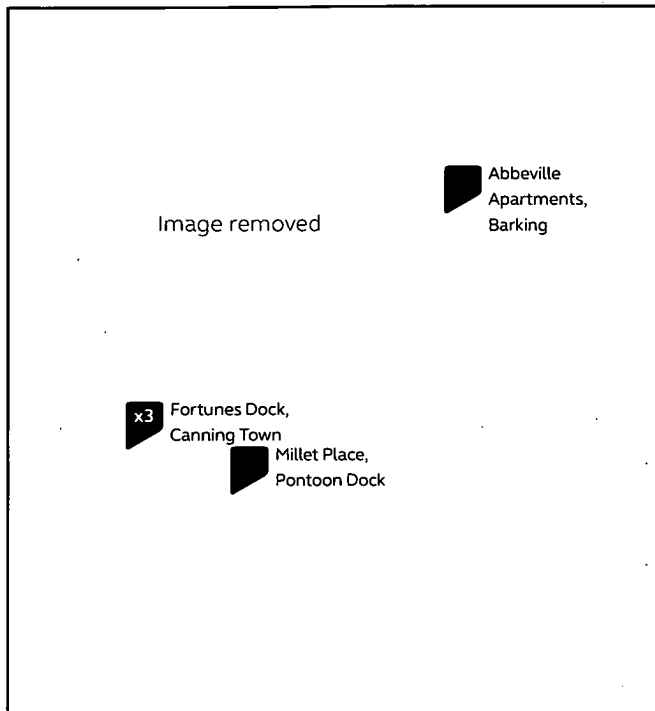 Abbeville
Apartments,
Barking
Image removed
x3
Fortunes Dock,
Canning Town
Millet Place,
Pontoon Dock